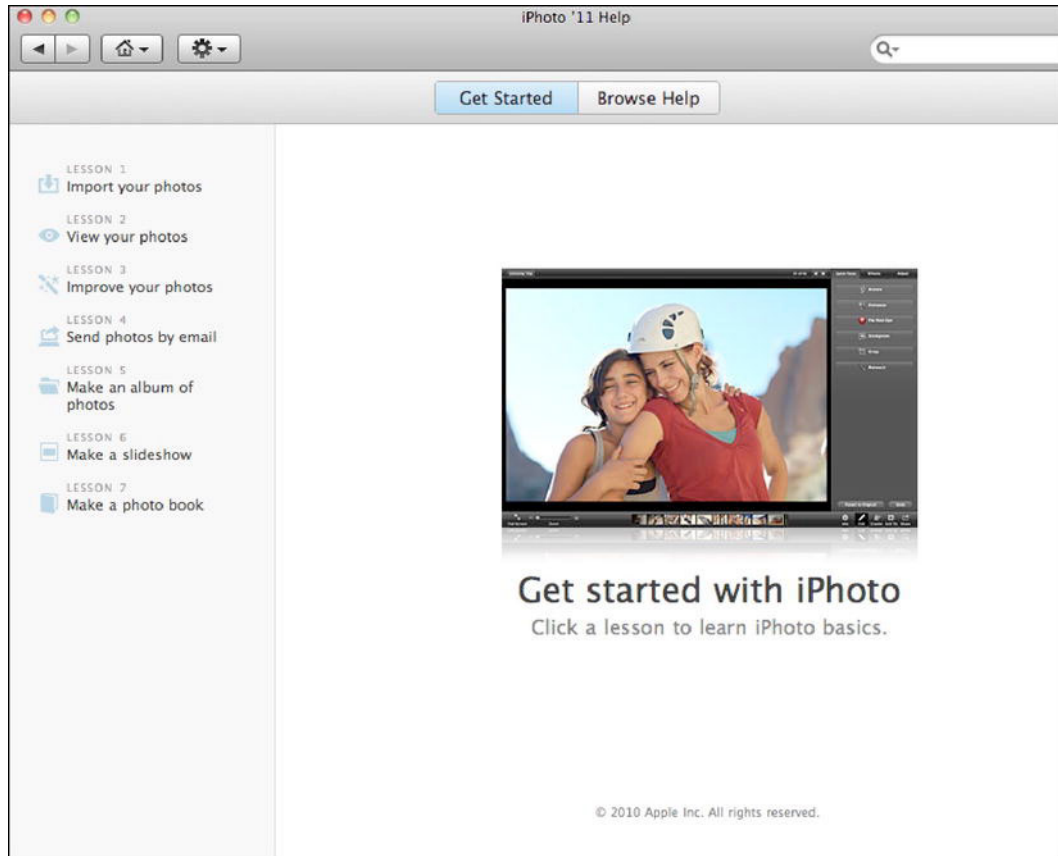 iPhoto '11 Help
Get Started
Browse Help
LESSON 1
Import your photos
LESSON 2
View your photos
LESSON 3
Improve your photos
LESSON 4
Send photos by email
LESSON 5
Make an album of
photos
LESSON 6
Make a slideshow
LESSON 7
Make a photo book
Enhance
Crop
Get started with iPhoto
Click a lesson to learn iPhoto basics.
© 2010 Apple Inc. All rights reserved.